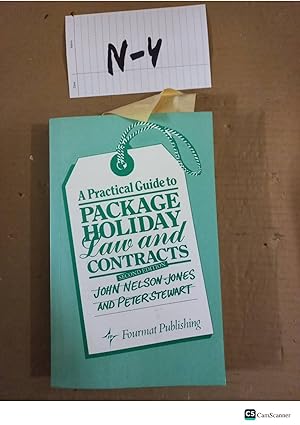 N-4
A Practical Guide to
PACKAGE
HOLIDAY
Law and
CONTRACTS
SECOND EDITION
JOHN NELSON-JONES
AND PETER STEWART
Fourmat Publishing
CS CamScanner